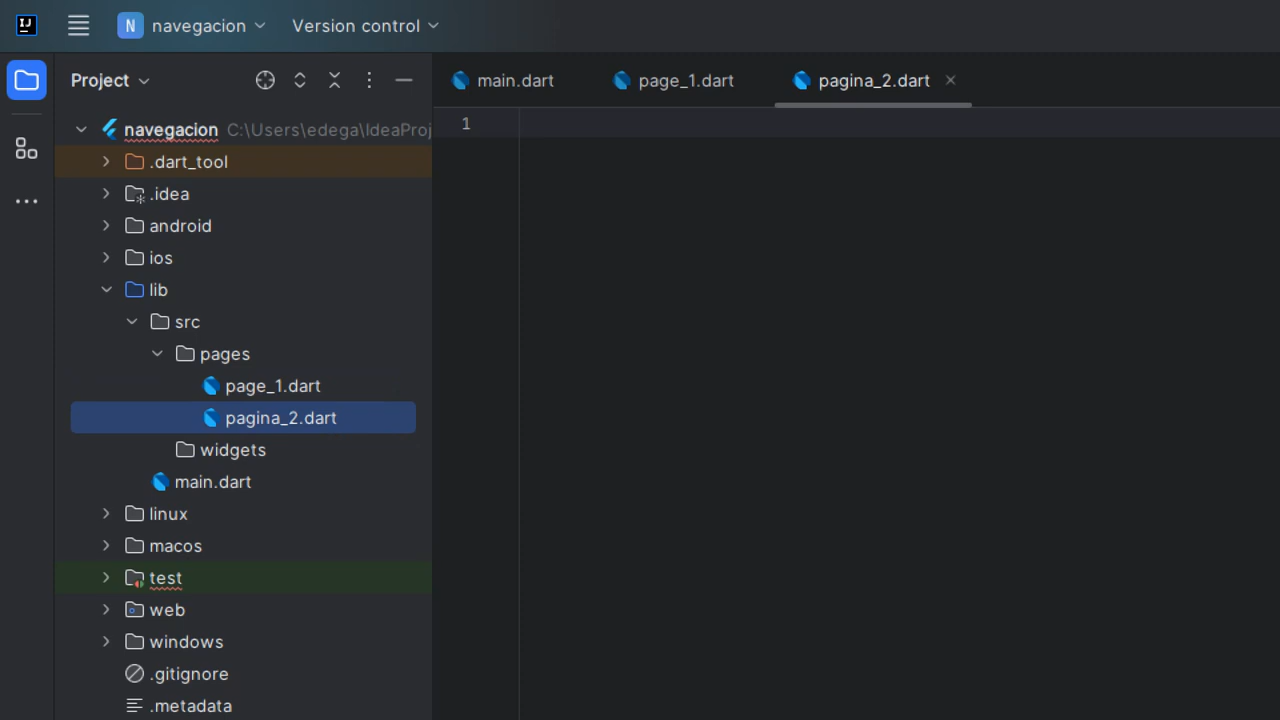 IJ
N navegacion Version control
Project
main.dart page_1.dart pagina_2.dart
navegacion C:\Users\edega\IdeaProj
1
.dart_tool
.idea
android
ios
lib
src
pages
page_1.dart
pagina_2.dart
widgets
main.dart
linux
macos
test
web
windows
.gitignore
.metadata